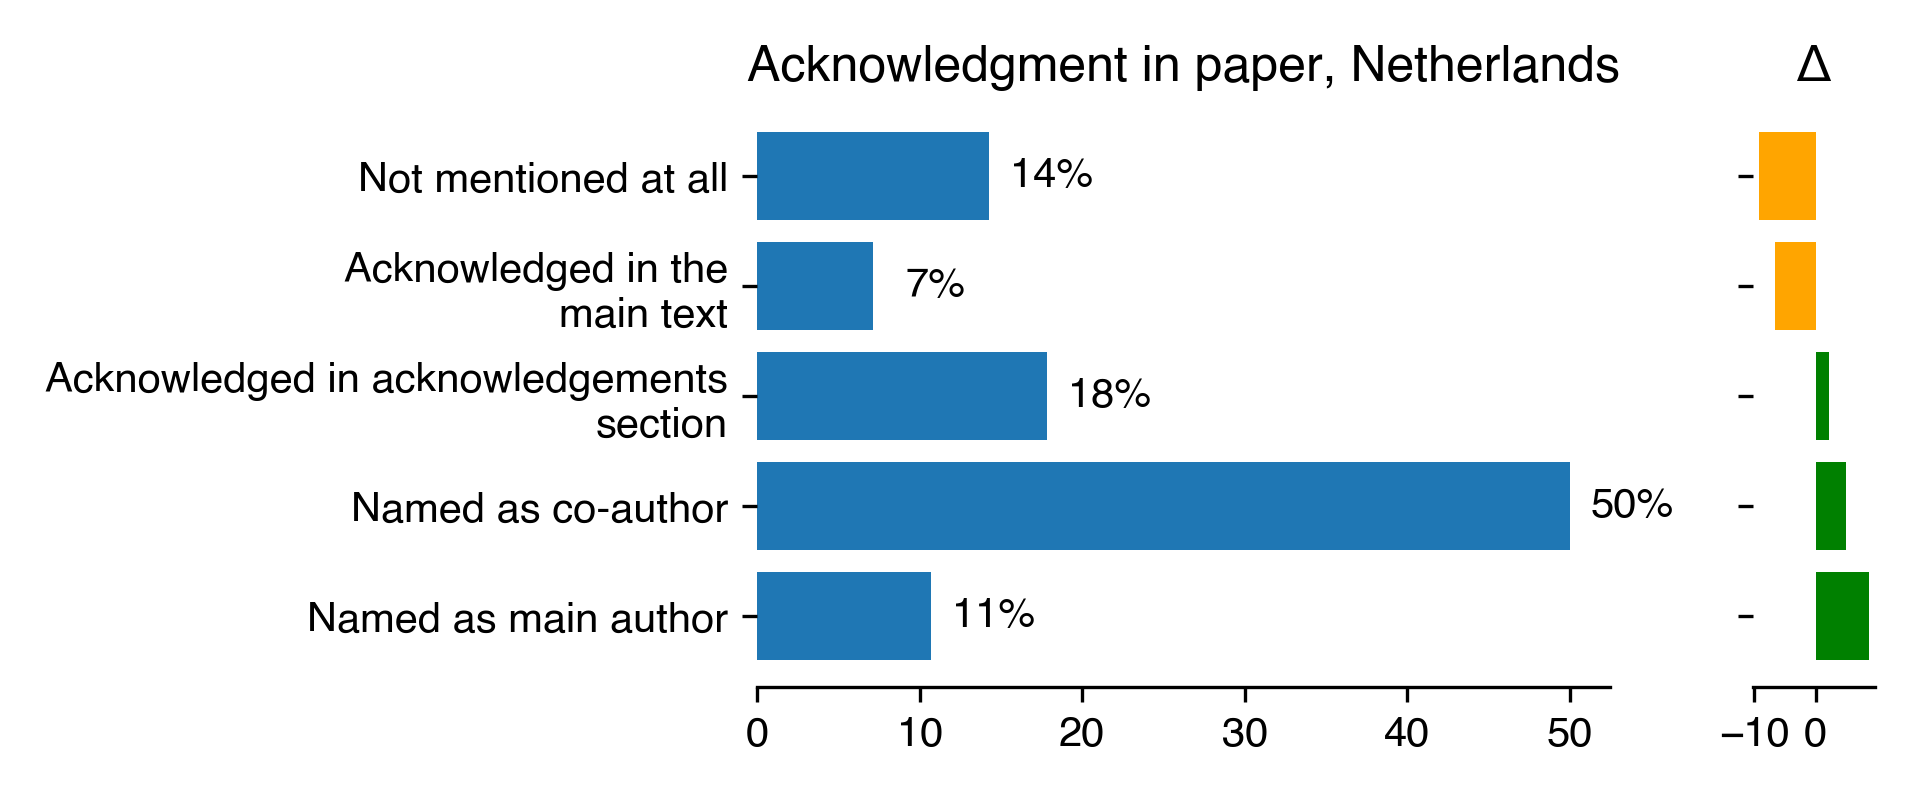 Acknowledgment in paper, Netherlands
Δ
Not mentioned at all
14%
Acknowledged in the
main text
7%
Acknowledged in acknowledgements
section
18%
Named as co-author
50%
Named as main author
11%
0 10 20 30 40 50
−10 0